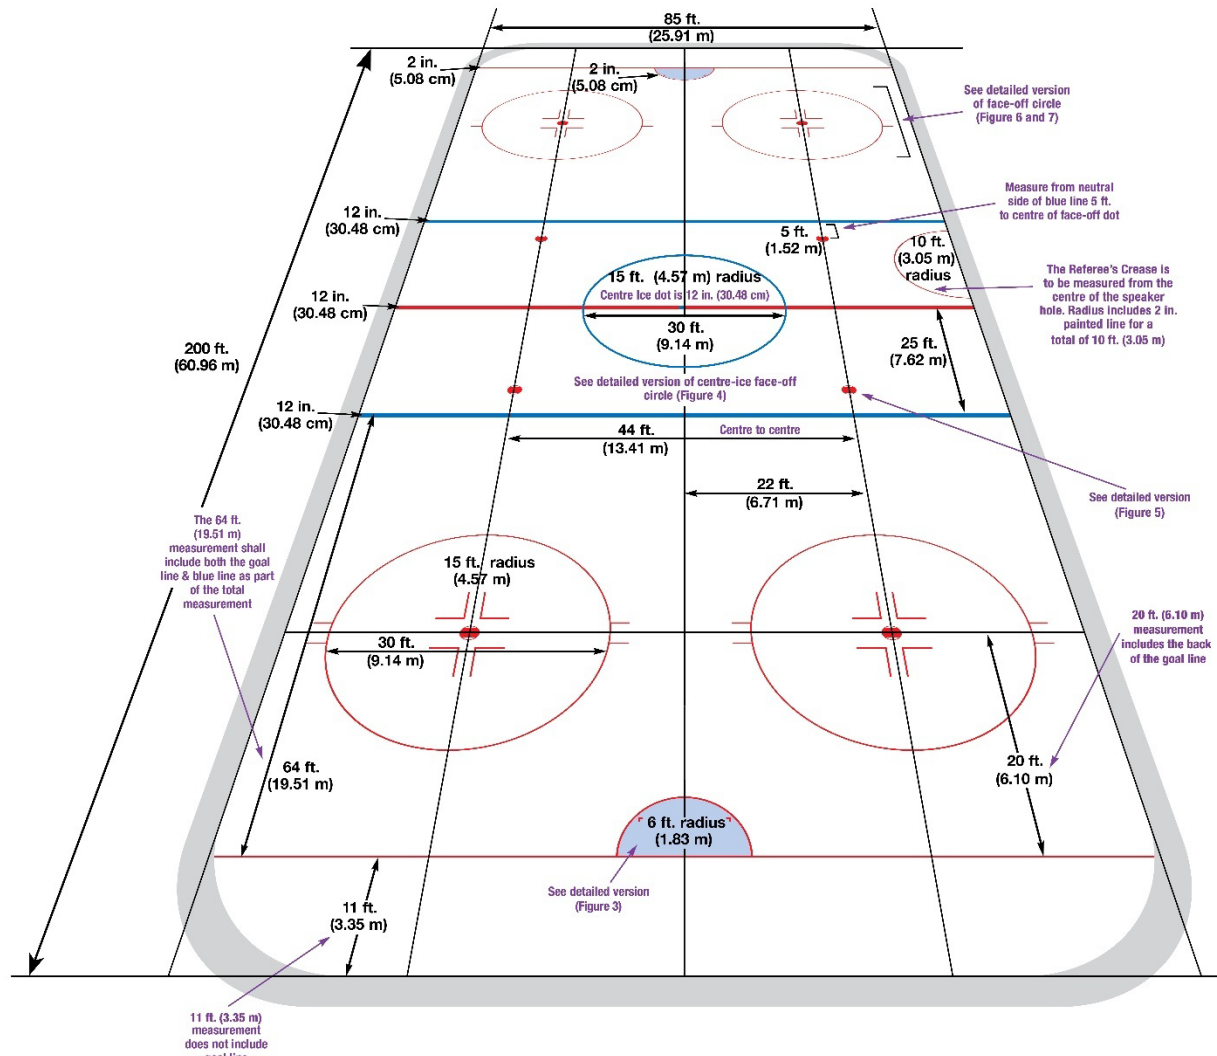 85 ft.
(25.91 m)
2 in.
(5.08 cm)
2 in.
(5.08 cm)
See detailed version
of face-off circle
(Figure 6 and 7)
Measure from neutral
side of blue line 5 ft.
to centre of face-off dot
12 in.
(30.48 cm)
5 ft.
(1.52 m)
10 ft.
(3.05 m)
radius
15 ft. (4.57 m) radius
Centre Ice dot is 12 in. (30.48 cm)
The Referee's Crease is
to be measured from the
centre of the speaker
hole. Radius includes 2 in.
painted line for a
total of 10 ft. (3.05 m)
12 in.
(30.48 cm)
30 ft.
(9.14 m)
25 ft.
(7.62 m)
200 ft.
(60.96 m)
See detailed version of centre-ice face-off
circle (Figure 4)
12 in.
(30.48 cm)
44 ft.
(13.41 m)
Centre to centre
22 ft.
(6.71 m)
See detailed version
(Figure 5)
The 64 ft.
(19.51 m)
measurement shall
include both the goal
line & blue line as part
of the total
measurement
15 ft. radius
(4.57 m)
30 ft.
(9.14 m)
20 ft. (6.10 m)
measurement
includes the back
of the goal line
64 ft.
(19.51 m)
20 ft.
(6.10 m)
6 ft. radius
(1.83 m)
See detailed version
(Figure 3)
11 ft.
(3.35 m)
11 ft. (3.35 m)
measurement
does not include
goal line